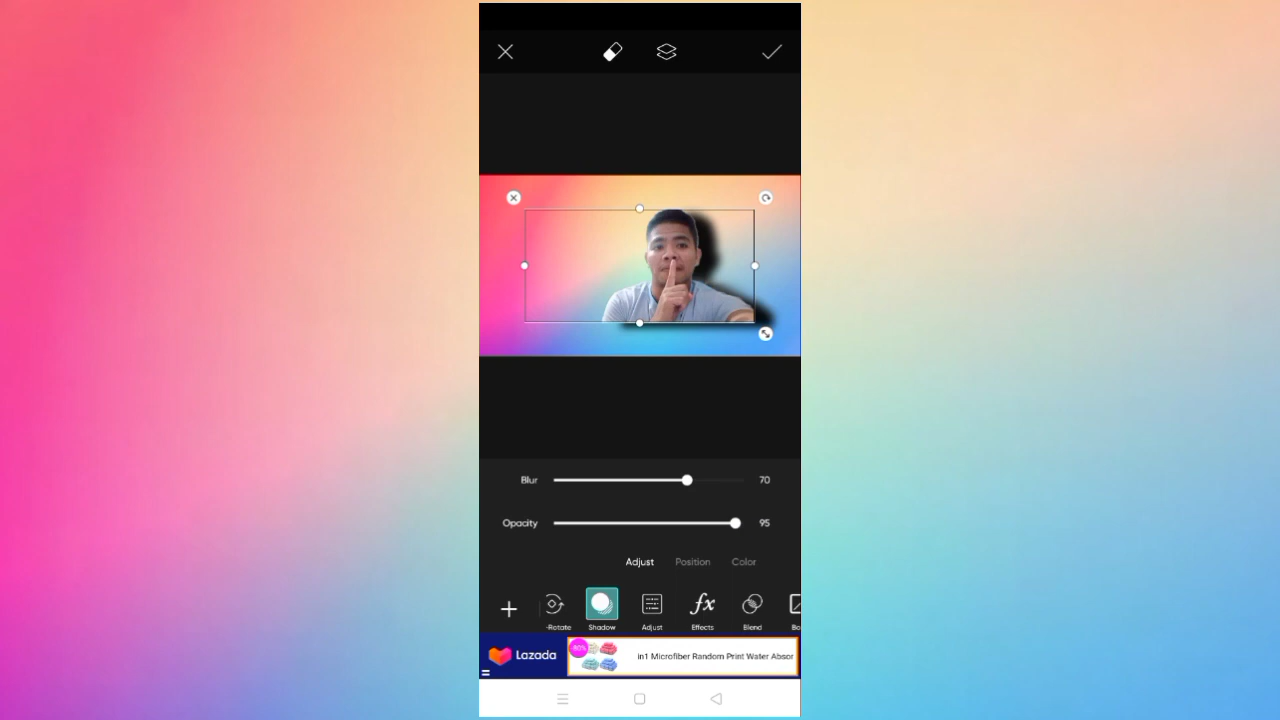 Blur 70
Opacity 95
Adjust Position Color
-Rotate Shadow Adjust Effects Blend Bo
fx
Lazada
-80%
in1 Microfiber Random Print Water Absor